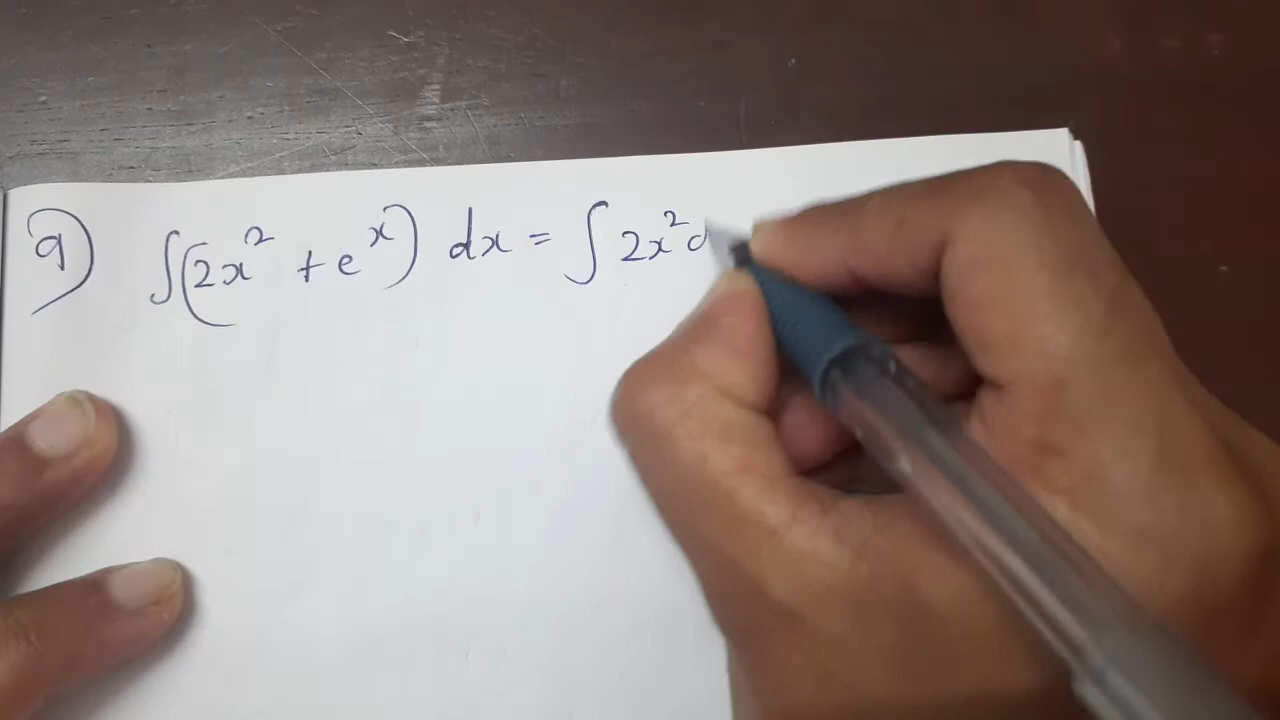 9) ∫(2x² + eˣ) dx = ∫ 2x² d